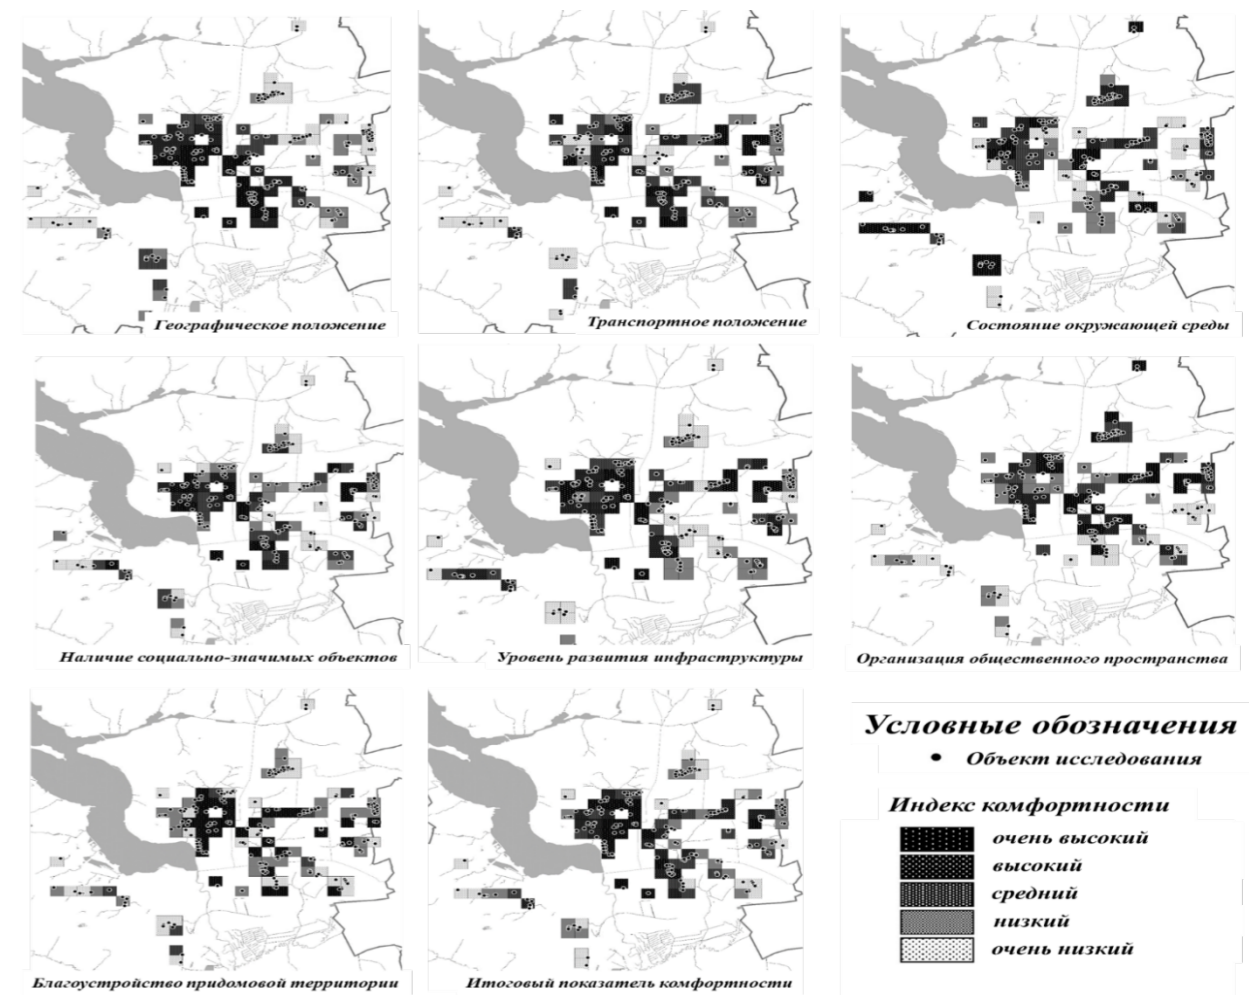 Географическое положение
Транспортное положение
Состояние окружающей среды
Наличие социально-значимых объектов
Уровень развития инфраструктуры
Организация общественного пространства
Благоустройство придомовой территории
Итоговый показатель комфортности
Условные обозначения
Объект исследования
Индекс комфортности
очень высокий
высокий
средний
низкий
очень низкий